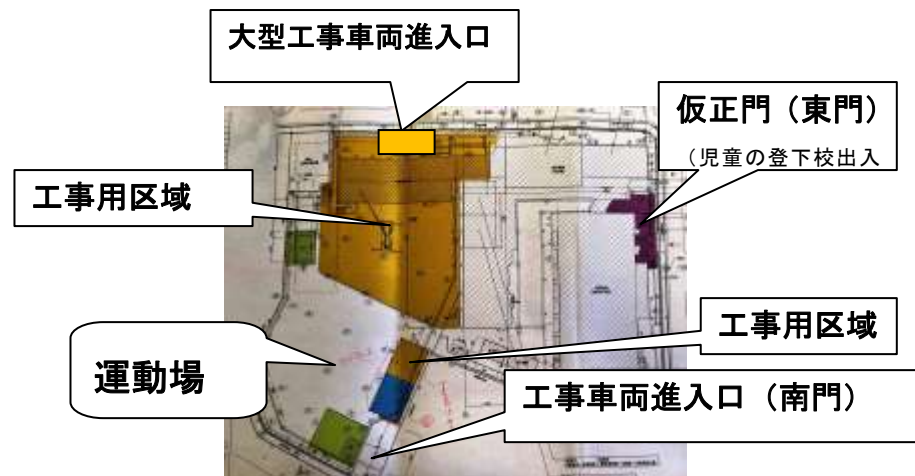 大型工事車両進入口
仮正門（東門）
（児童の登下校出入
工事用区域
工事用区域
運動場
工事車両進入口（南門）